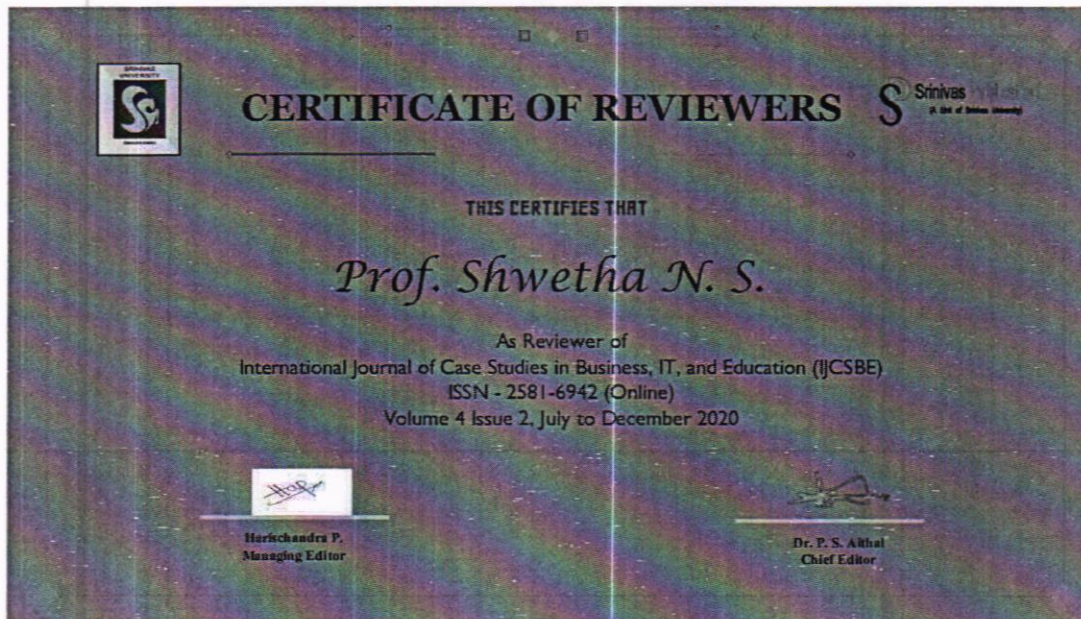 SRINIVAS
UNIVERSITY
CERTIFICATE OF REVIEWERS
Srinivas
THIS CERTIFIES THAT
Prof. Shwetha N. S.
As Reviewer of
International Journal of Case Studies in Business, IT, and Education (IJCSBE)
ISSN - 2581-6942 (Online)
Volume 4 Issue 2, July to December 2020
Harischandra P.
Managing Editor
Dr. P. S. Aithal
Chief Editor